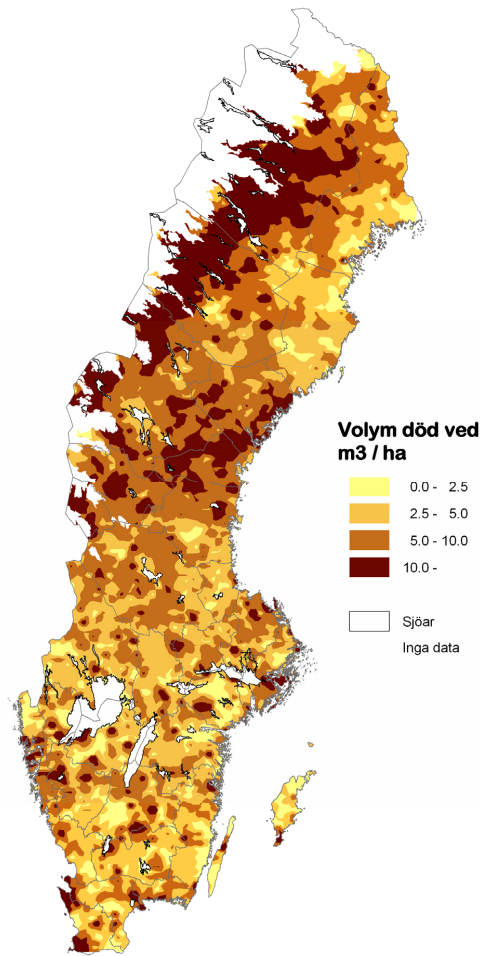 Volym död ved
m3 / ha
0.0 - 2.5
2.5 - 5.0
5.0 - 10.0
10.0 -
Sjöar
Inga data